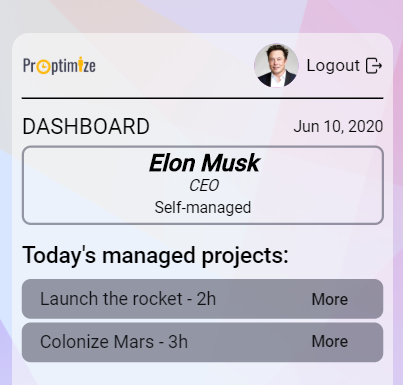 Proptimize
Logout
DASHBOARD
Jun 10, 2020
Elon Musk
CEO
Self-managed
Today's managed projects:
Launch the rocket - 2h More
Colonize Mars - 3h More